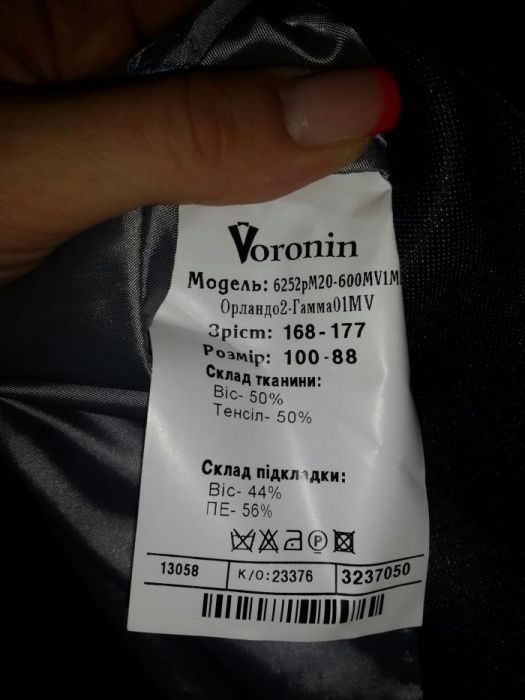 Voronin
Модель: 6252рМ20-600MV1M
Орландо2-Гамма01MV
Зріст: 168-177
Розмір: 100-88
Склад тканини:
Віс- 50%
Тенсіл- 50%
Склад підкладки:
Віс- 44%
ПЕ- 56%
13058 К/О:23376 3237050